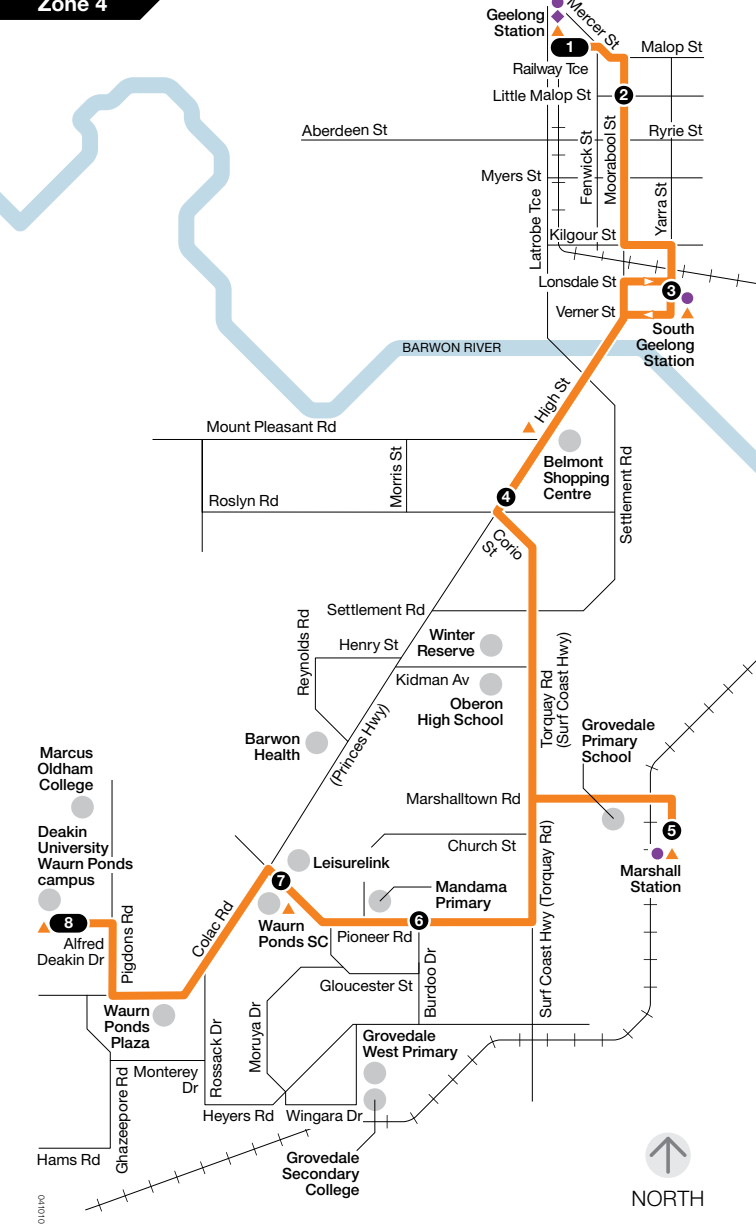 Zone 4
Geelong
Station
Mercer St
1
Malop St
Railway Tce
Little Malop St
2
Aberdeen St
Ryrie St
Fenwick St
Moorabool St
Myers St
Latrobe Tce
Yarra St
Kilgour St
Lonsdale St
3
Verner St
South
Geelong
Station
BARWON RIVER
High St
Mount Pleasant Rd
Morris St
Belmont
Shopping
Centre
Settlement Rd
Roslyn Rd
4
Corio
St
Settlement Rd
Reynolds Rd
Henry St
Winter
Reserve
Kidman Av
Oberon
High School
Torquay Rd
(Surf Coast Hwy)
Grovedale
Primary
School
Barwon
Health
(Princes Hwy)
Marcus
Oldham
College
Marshalltown Rd
5
Deakin
University
Waurn Ponds
campus
Church St
Leisurelink
Marshall
Station
7
Mandama
Primary
8
Waurn
Ponds SC
6
Pioneer Rd
Alfred
Deakin Dr
Pigdons Rd
Colac Rd
Surf Coast Hwy (Torquay Rd)
Gloucester St
Burdoo Dr
Waurn
Ponds
Plaza
Moruya Dr
Rossack Dr
Grovedale
West Primary
Monterey
Dr
Ghazeepore Rd
Heyers Rd
Wingara Dr
Hams Rd
Grovedale
Secondary
College
NORTH
041010